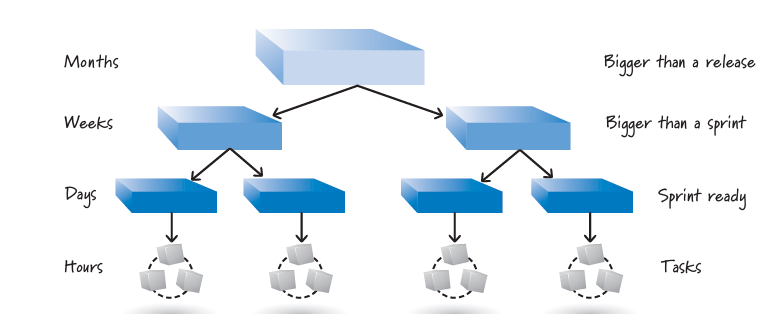 Months
Bigger than a release
Weeks
Bigger than a sprint
Days
Sprint ready
Hours
Tasks